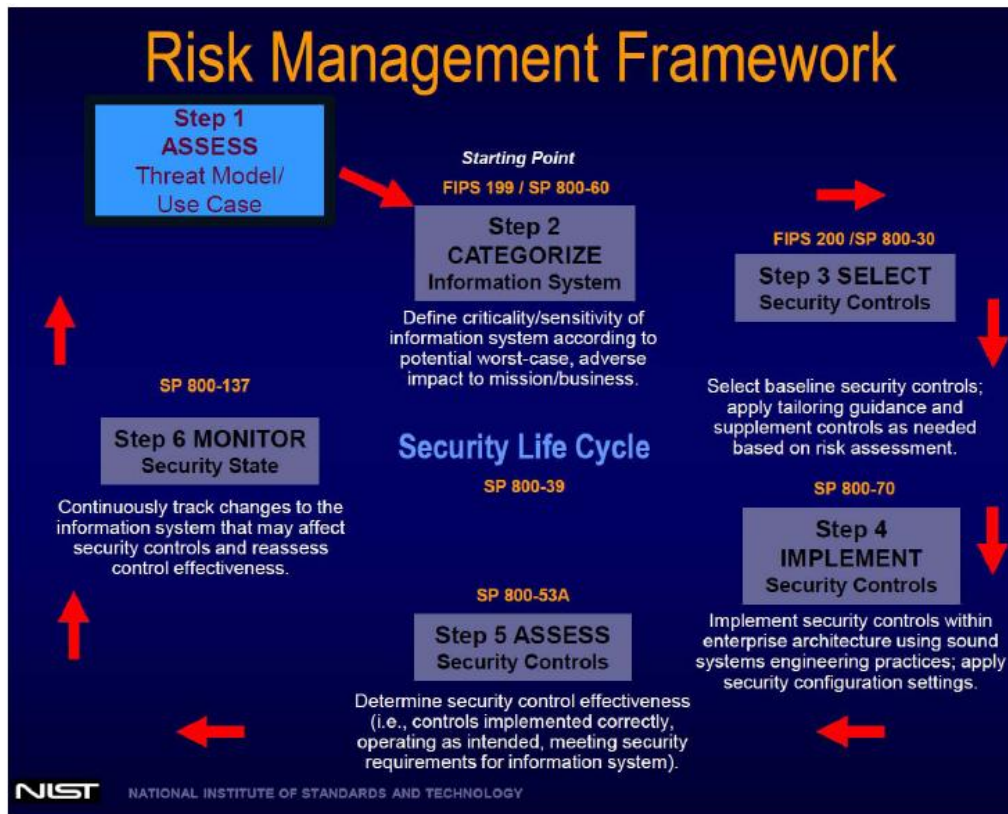 Risk Management Framework
Step 1
ASSESS
Threat Model/
Use Case
Starting Point
FIPS 199 / SP 800-60
Step 2
CATEGORIZE
Information System
Define criticality/sensitivity of
information system according to
potential worst-case, adverse
impact to mission/business.
FIPS 200 /SP 800-30
Step 3 SELECT
Security Controls
Select baseline security controls;
apply tailoring guidance and
supplement controls as needed
based on risk assessment.
SP 800-70
Step 4
IMPLEMENT
Security Controls
Implement security controls within
enterprise architecture using sound
systems engineering practices; apply
security configuration settings.
SP 800-53A
Step 5 ASSESS
Security Controls
Determine security control effectiveness
(i.e., controls implemented correctly,
operating as intended, meeting security
requirements for information system).
SP 800-137
Step 6 MONITOR
Security State
Continuously track changes to the
information system that may affect
security controls and reassess
control effectiveness.
Security Life Cycle
SP 800-39
NIST
NATIONAL INSTITUTE OF STANDARDS AND TECHNOLOGY